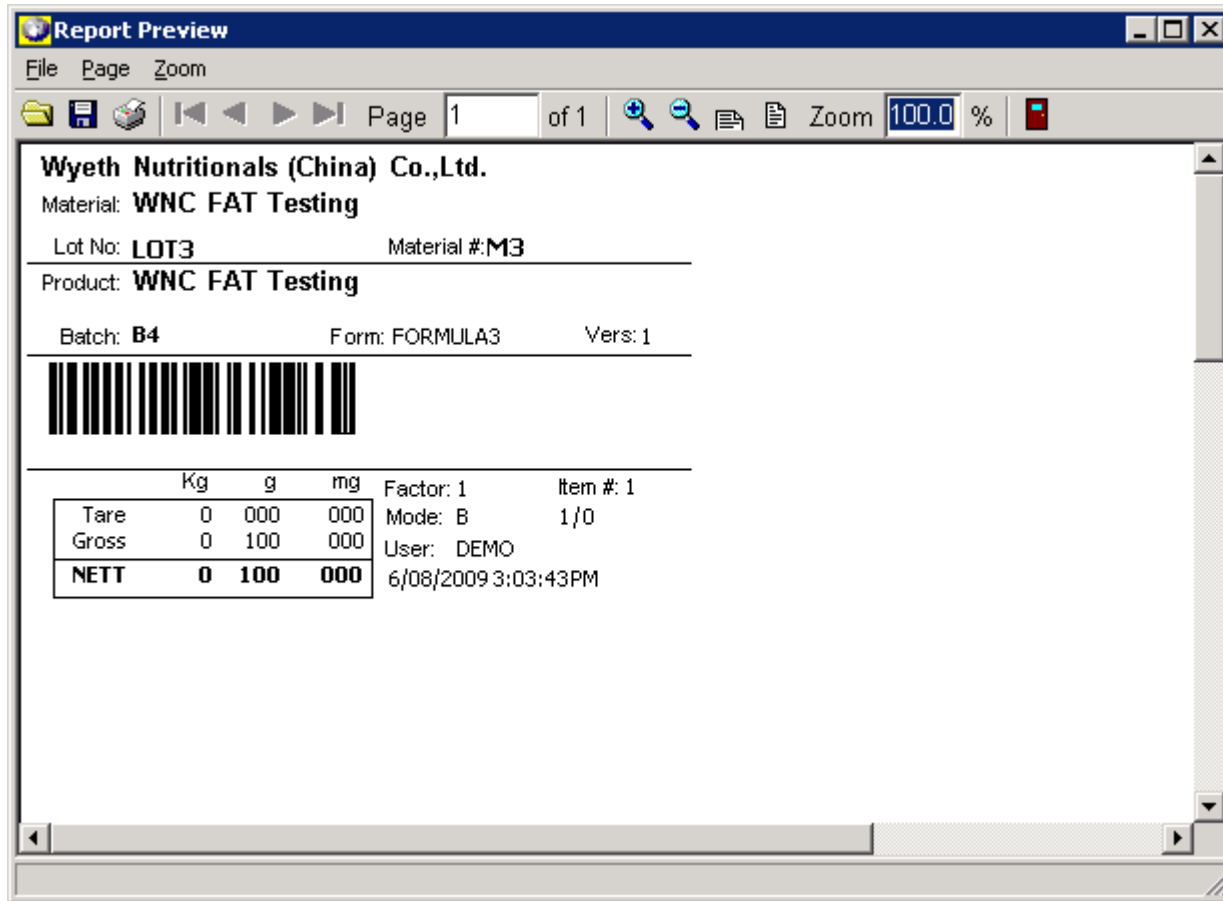 Report Preview
File Page Zoom
Page 1 of 1 Zoom 100.0 %
Wyeth Nutritionals (China) Co.,Ltd.
Material: WNC FAT Testing
Lot No: LOT3 Material #:M3
Product: WNC FAT Testing
Batch: B4 Form: FORMULA3 Vers: 1
Kg g mg Factor: 1 Item #: 1
Tare 0 000 000 Mode: B 1/0
Gross 0 100 000 User: DEMO
NETT 0 100 000 6/08/2009 3:03:43PM